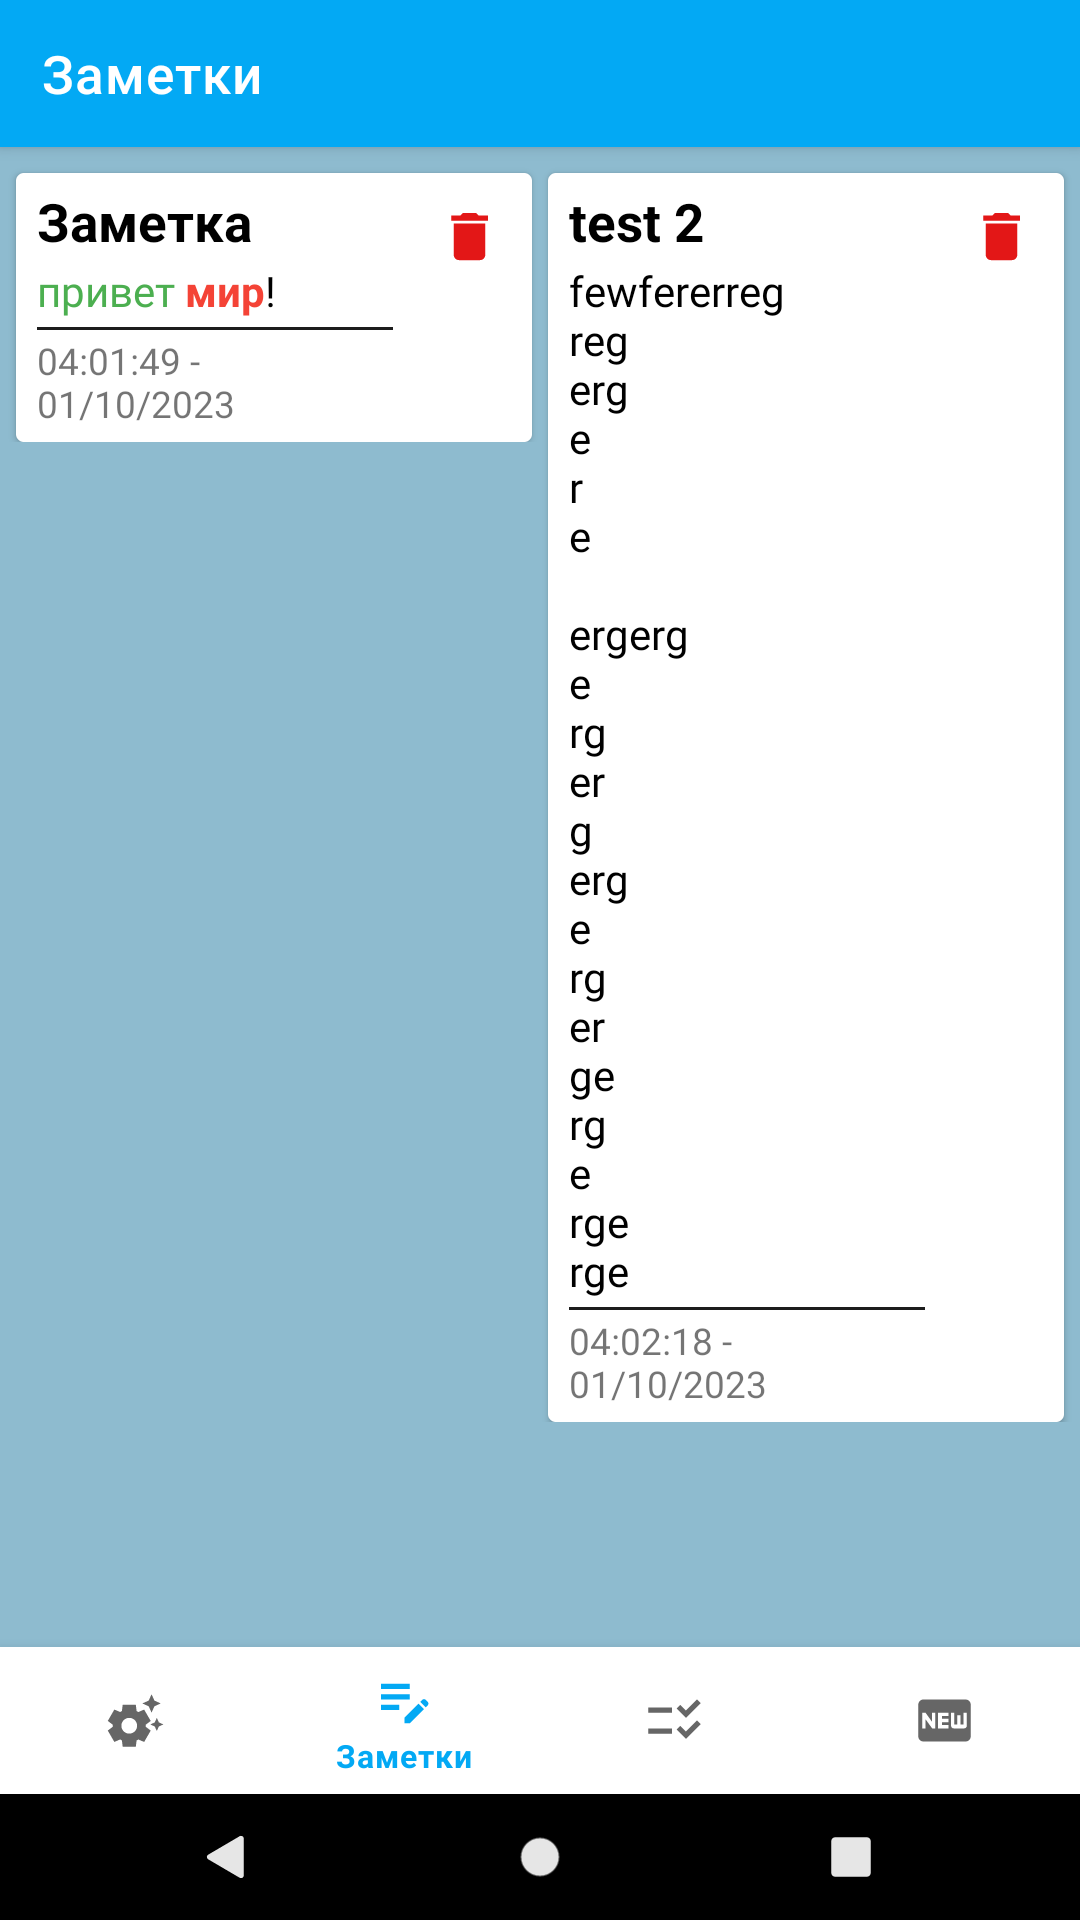 Заметки
Заметка
привет мир!
04:01:49 -
01/10/2023
test 2
fewfererreg
reg
erg
e
r
e
ergerg
e
rg
er
g
erg
e
rg
er
ge
rg
e
rge
rge
04:02:18 -
01/10/2023
Заметки
NEW